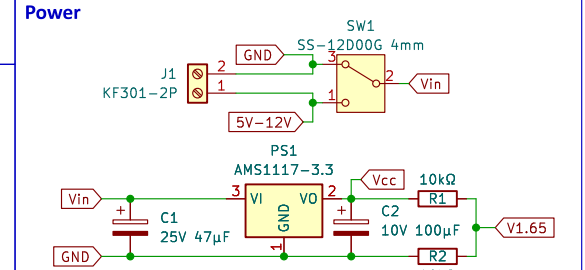 Power
SW1
SS-12D00G 4mm
GND
3
J1
2
2
Vin
KF301-2P
1
1
5V-12V
PS1
AMS1117-3.3
Vcc
10kΩ
Vin
3
VI
VO
2
R1
C1
25V 47µF
GND
C2
10V 100µF
V1.65
GND
1
R2